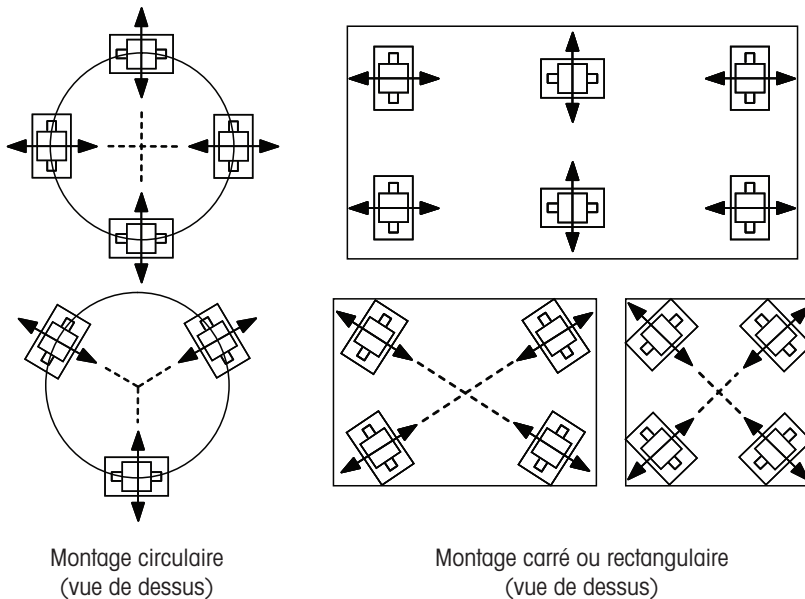 Montage circulaire
(vue de dessus)
Montage carré ou rectangulaire
(vue de dessus)